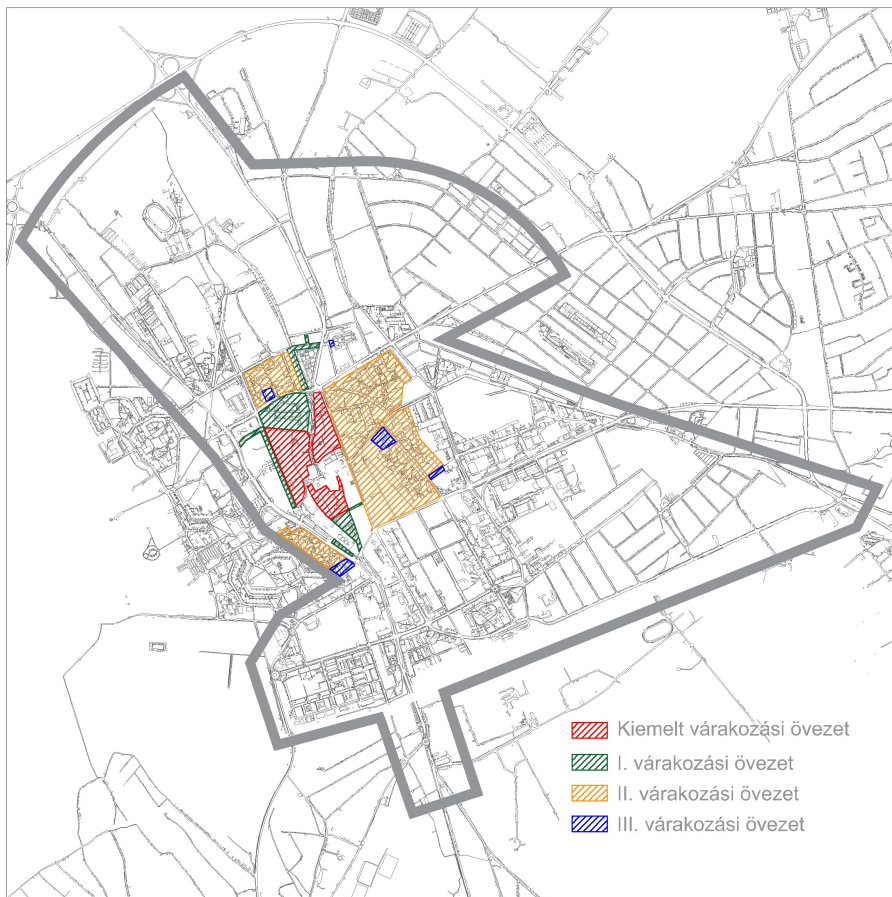 Kiemelt várakozási övezet
I. várakozási övezet
II. várakozási övezet
III. várakozási övezet